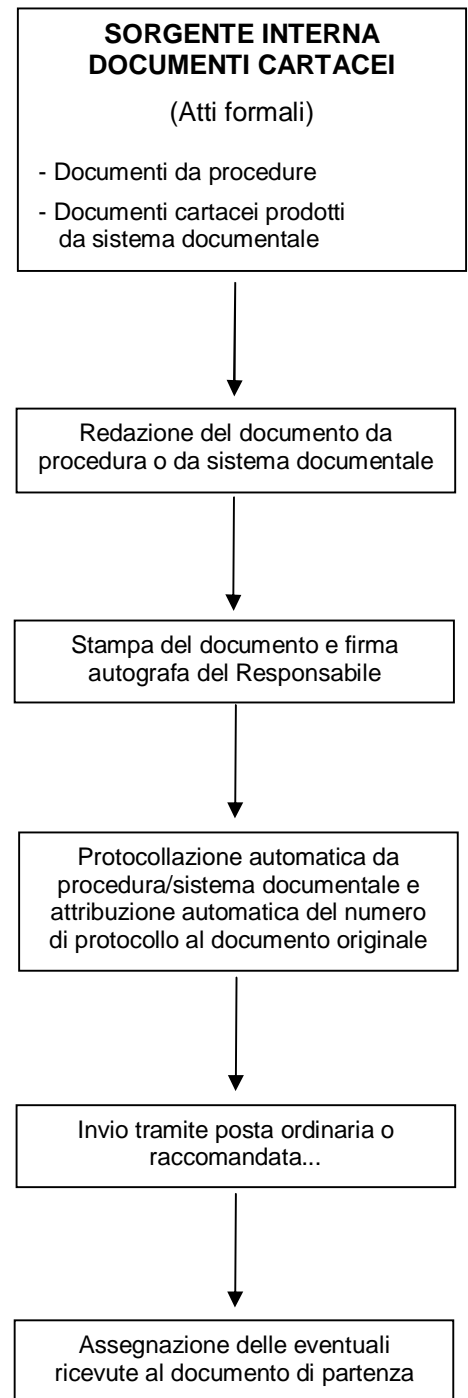 SORGENTE INTERNA
DOCUMENTI CARTACEI
(Atti formali)
- Documenti da procedure
- Documenti cartacei prodotti
da sistema documentale
Redazione del documento da
procedura o da sistema documentale
Stampa del documento e firma
autografa del Responsabile
Protocollazione automatica da
procedura/sistema documentale e
attribuzione automatica del numero
di protocollo al documento originale
Invio tramite posta ordinaria o
raccomandata...
Assegnazione delle eventuali
ricevute al documento di partenza